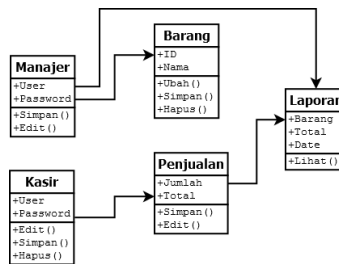 Manajer
+User
+Password
+Simpan()
+Edit()
Barang
+ID
+Nama
+Ubah()
+Simpan()
+Hapus()
Laporan
+Barang
+Total
+Date
+Lihat()
Kasir
+User
+Password
+Edit()
+Simpan()
+Hapus()
Penjualan
+Jumlah
+Total
+Simpan()
+Edit()